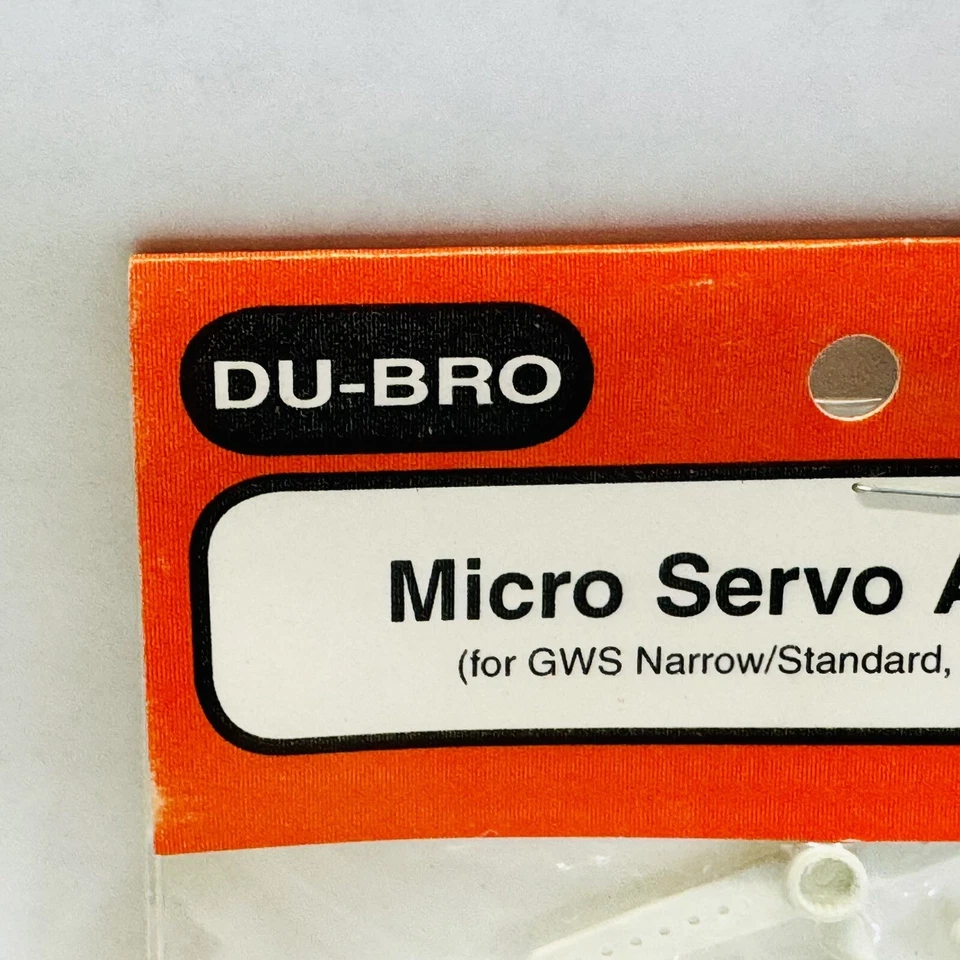 DU-BRO
Micro Servo A
(for GWS Narrow/Standard,